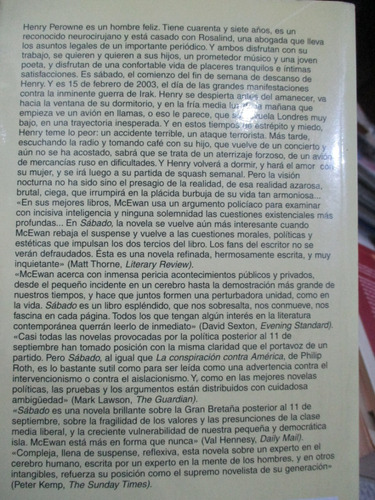 Henry Perowne es un hombre feliz. Tiene cuarenta y siete años, es un
reconocido neurocirujano y está casado con Rosalind, una abogada que lleva
los asuntos legales de un importante periódico. Y ambos disfrutan con su
trabajo, se quieren y quieren a sus hijos, un prometedor músico y una joven
poeta, y disfrutan de una confortable vida de placeres tranquilos e íntimas
satisfacciones. Es sábado, el comienzo del fin de semana de descanso de
Henry. Y es 15 de febrero de 2003, el día de las grandes manifestaciones
contra la inminente guerra de Irak. Henry se despierta antes del amanecer, va
hacia la ventana de su dormitorio, y en la fría media mañana que
empieza ve un avión en llamas, o eso le parece, que Londres muy
bajo, en una trayectoria inesperada. Y en estos tiempos de estrépito y miedo,
Henry teme lo peor: un accidente terrible, un ataque terrorista. Más tarde,
escuchando la radio y tomando café con su hijo, que vuelve de un concierto y
aún no se ha acostado, sabrá que se trata de un aterrizaje forzoso, de un avión
de mercancías ruso en dificultades. Y Henry volverá a dormir, y hará el amor con
su mujer, y se irá luego a su partida de squash semanal. Pero la visión
nocturna no ha sido sino el presagio de la realidad, de esa realidad azarosa,
brutal, ciega, que irrumpirá en la plácida burbuja de su vida tan armoniosa...
«En sus mejores libros, McEwan usa un argumento policíaco para examinar
con incisiva inteligencia y ninguna solemnidad las cuestiones existenciales más
profundas... En Sábado, la novela se vuelve aún más interesante cuando
McEwan rebaja el suspense y vuelve a las cuestiones morales, políticas y
estéticas que impulsan los dos tercios del libro. Los fans del escritor no se
verán defraudados. Ésta es una novela refinada, hermosamente escrita, y muy
inquietante» (Matt Thorne, Literary Review).
«McEwan acerca con inmensa pericia acontecimientos públicos y privados,
desde el pequeño incidente en un cerebro hasta la demostración más grande de
nuestros tiempos, y hace que juntos formen una perturbadora unidad, como en
la vida. Sábado es un libro espléndido, que nos sobresalta, nos conmueve, nos
fascina en cada página. Todos los que tengan algún interés en la literatura
contemporánea querrán leerlo de inmediato» (David Sexton, Evening Standard).
«Casi todas las novelas provocadas por la política posterior al 11 de
septiembre han tomado posición con la misma claridad que el portavoz de un
partido. Pero Sábado, al igual que La conspiración contra América, de Philip
Roth, es lo bastante sutil como para ser leída como una advertencia contra el
intervencionismo o contra el aislacionismo. Y, como en las mejores novelas
políticas, las pruebas y los argumentos están distribuidos con cuidadosa
ambigüedad» (Mark Lawson, The Guardian).
«Sábado es una novela brillante sobre la Gran Bretaña posterior al 11 de
septiembre, sobre la fragilidad de los valores y las presunciones de la clase
media liberal, y la creciente vulnerabilidad de nuestra pequeña y democrática
isla. McEwan está más en forma que nunca» (Val Hennesy, Daily Mail).
«Compleja, llena de suspense, reflexiva, esta novela sobre un experto en el
cerebro humano, escrita por un experto en la mente de los hombres, y en otros
intangibles, refuerza su posición como el supremo novelista de su generación»
(Peter Kemp, The Sunday Times).